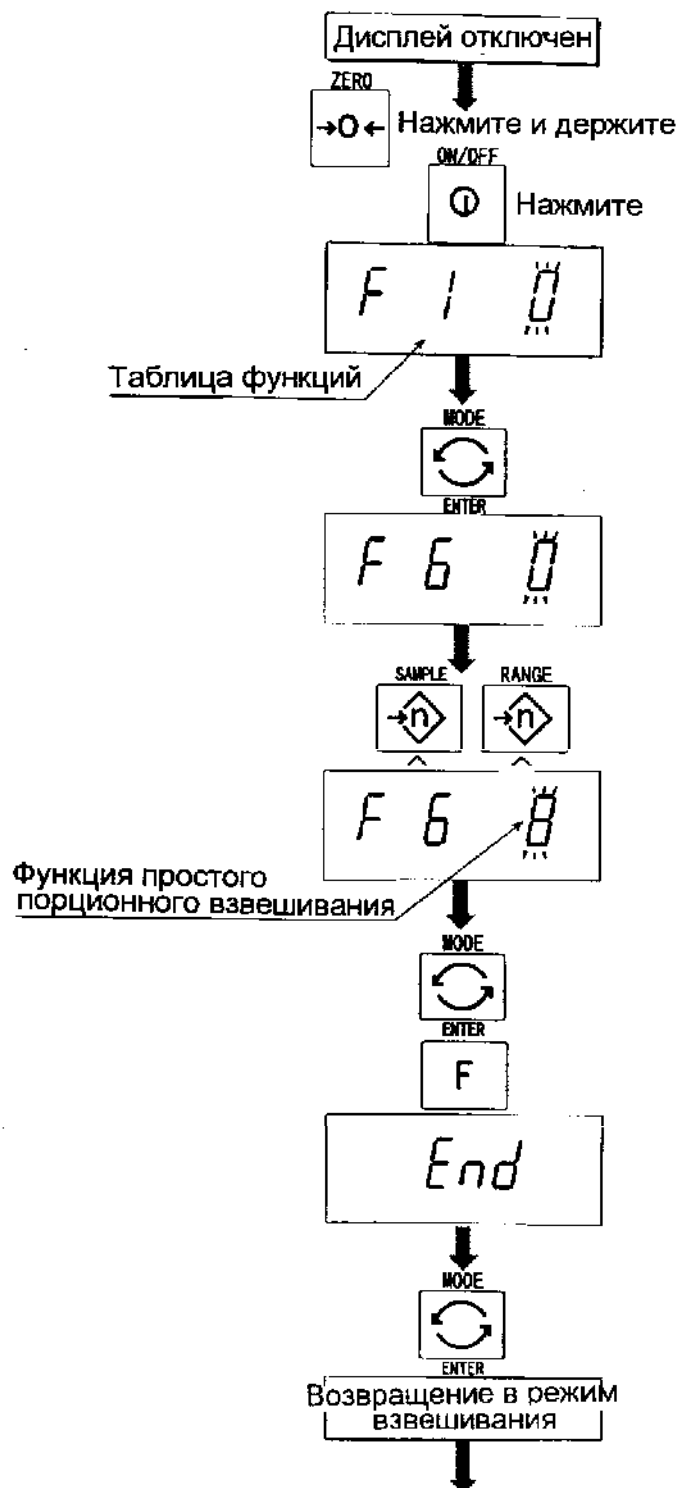 Дисплей отключен
ZERO
→0← Нажмите и держите
ON/OFF
Нажмите
F 1 0
Таблица функций
MODE
ENTER
F 6 0
SAMPLE RANGE
→n →n
F 6 8
Функция простого
порционного взвешивания
MODE
ENTER
F
End
MODE
ENTER
Возвращение в режим
взвешивания